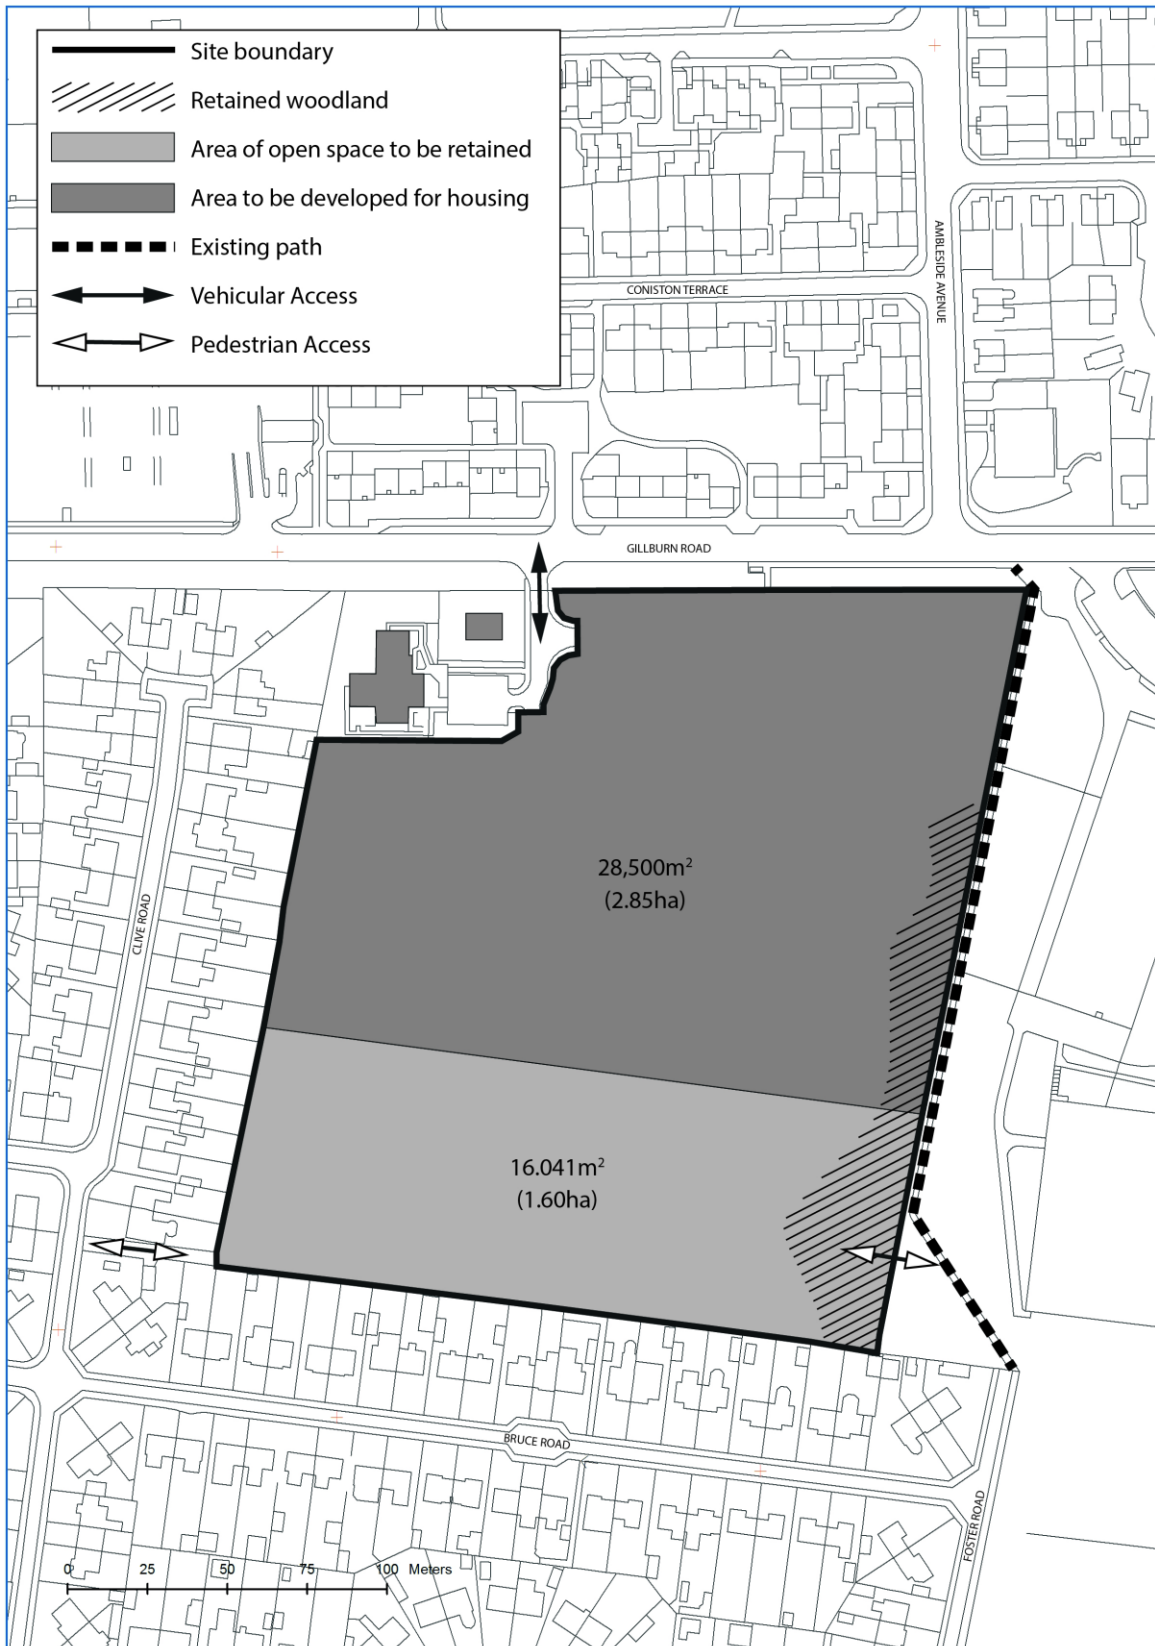 Site boundary
Retained woodland
Area of open space to be retained
Area to be developed for housing
Existing path
Vehicular Access
Pedestrian Access
AMBLESIDE AVENUE
CONISTON TERRACE
GILLBURN ROAD
28,500m²
(2.85ha)
CLIVE ROAD
16.041m²
(1.60ha)
BRUCE ROAD
FOSTER ROAD
0 25 50 75 100 Meters